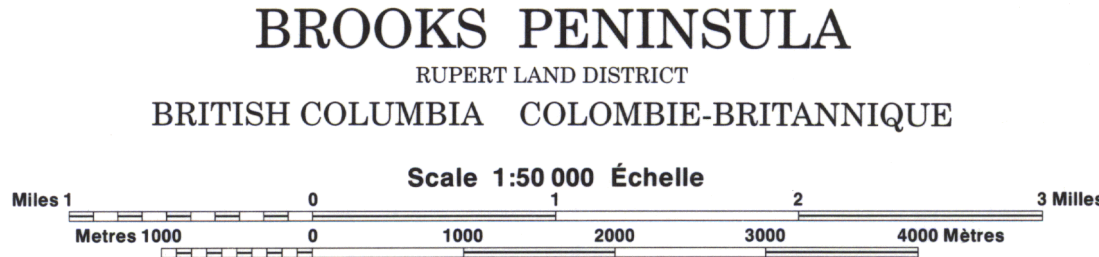 BROOKS PENINSULA
RUPERT LAND DISTRICT
BRITISH COLUMBIA COLOMBIE-BRITANNIQUE
Scale 1:50 000 Échelle
Miles 1 0 1 2 3 Milles
Metres 1000 0 1000 2000 3000 4000 Mètres